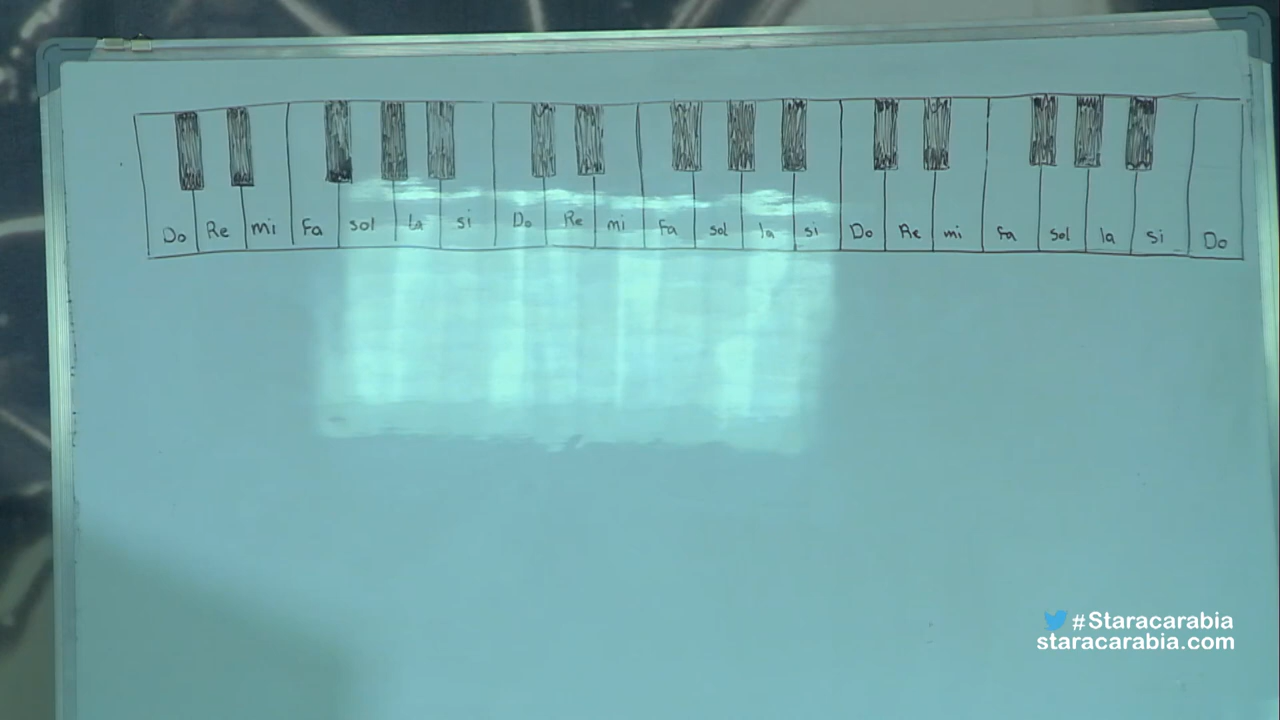 Do Re mi Fa sol La si Do Re mi Fa sol la si Do Re mi Fa sol la si Do
#Staracarabia
staracarabia.com